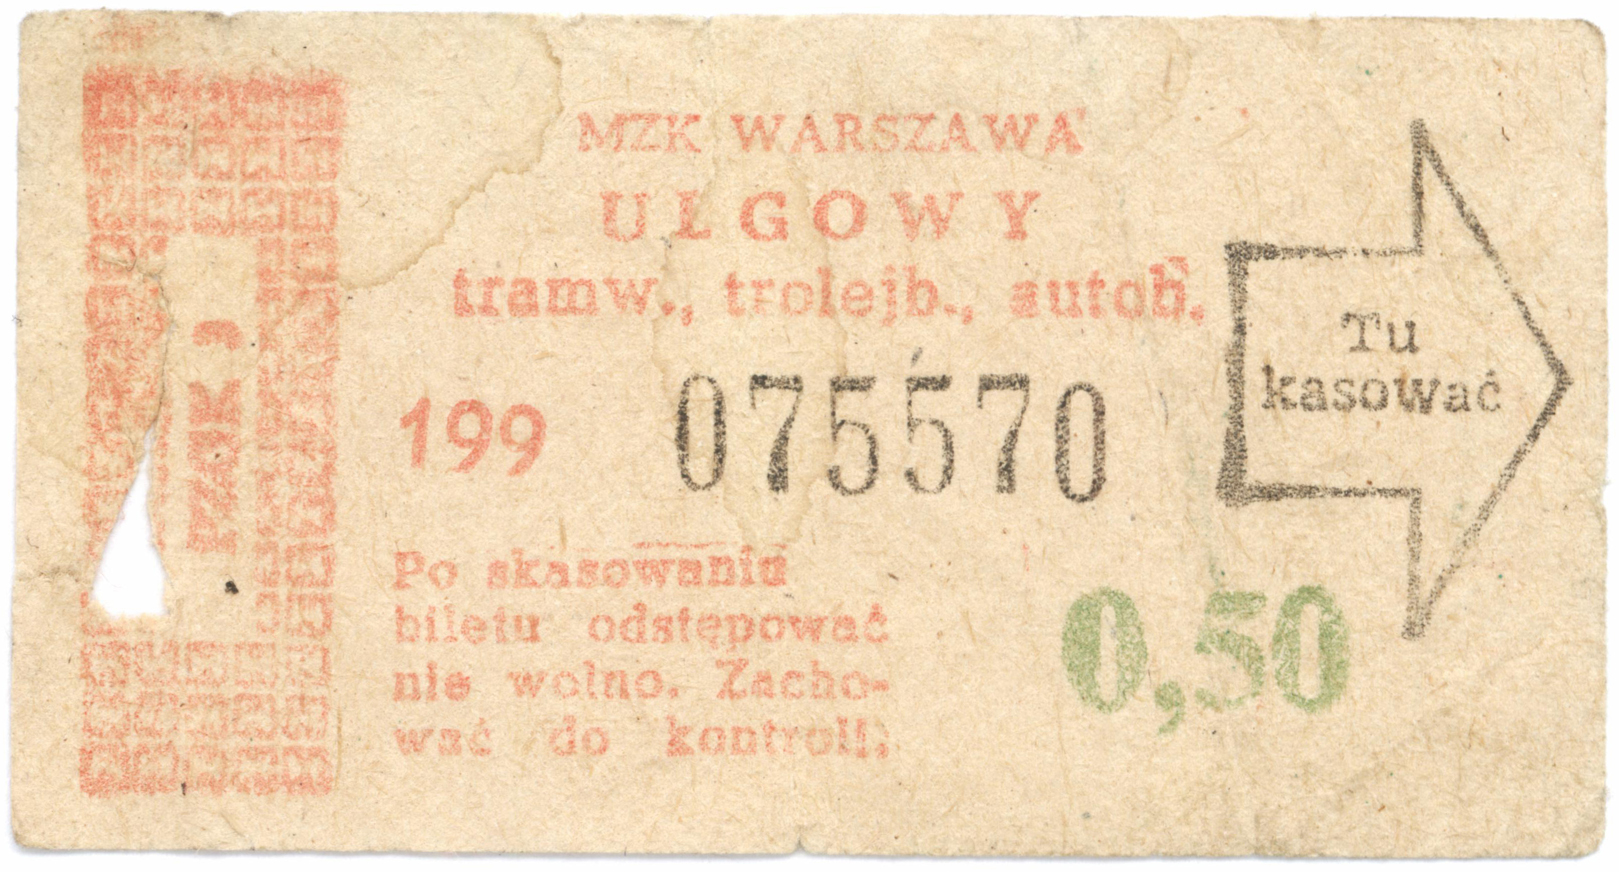 MZK WARSZAWA
ULGOWY
tramw., trolejb., autob.
199 075570
Tu
kasować
Po skasowaniu
biletu odstępować
nie wolno. Zacho-
wać do kontroli.
0,50